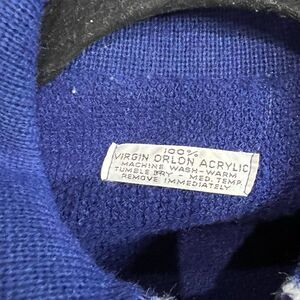 100%
VIRGIN ORLON ACRYLIC
MACHINE WASH-WARM
TUMBLE DRY - MED. TEMP.
REMOVE IMMEDIATELY